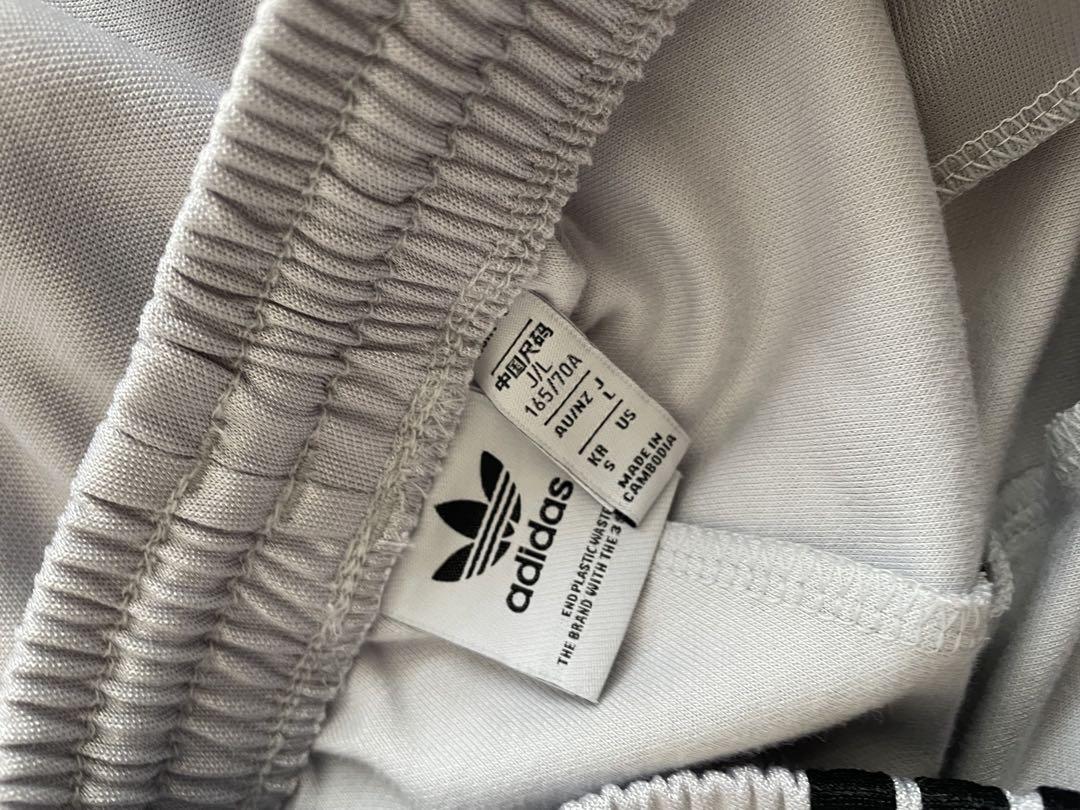 中国尺码
J/L
165/70A
AU/NZ J
L
US
KR
S
MADE IN
CAMBODIA
adidas
END PLASTIC WASTE
THE BRAND WITH THE 3